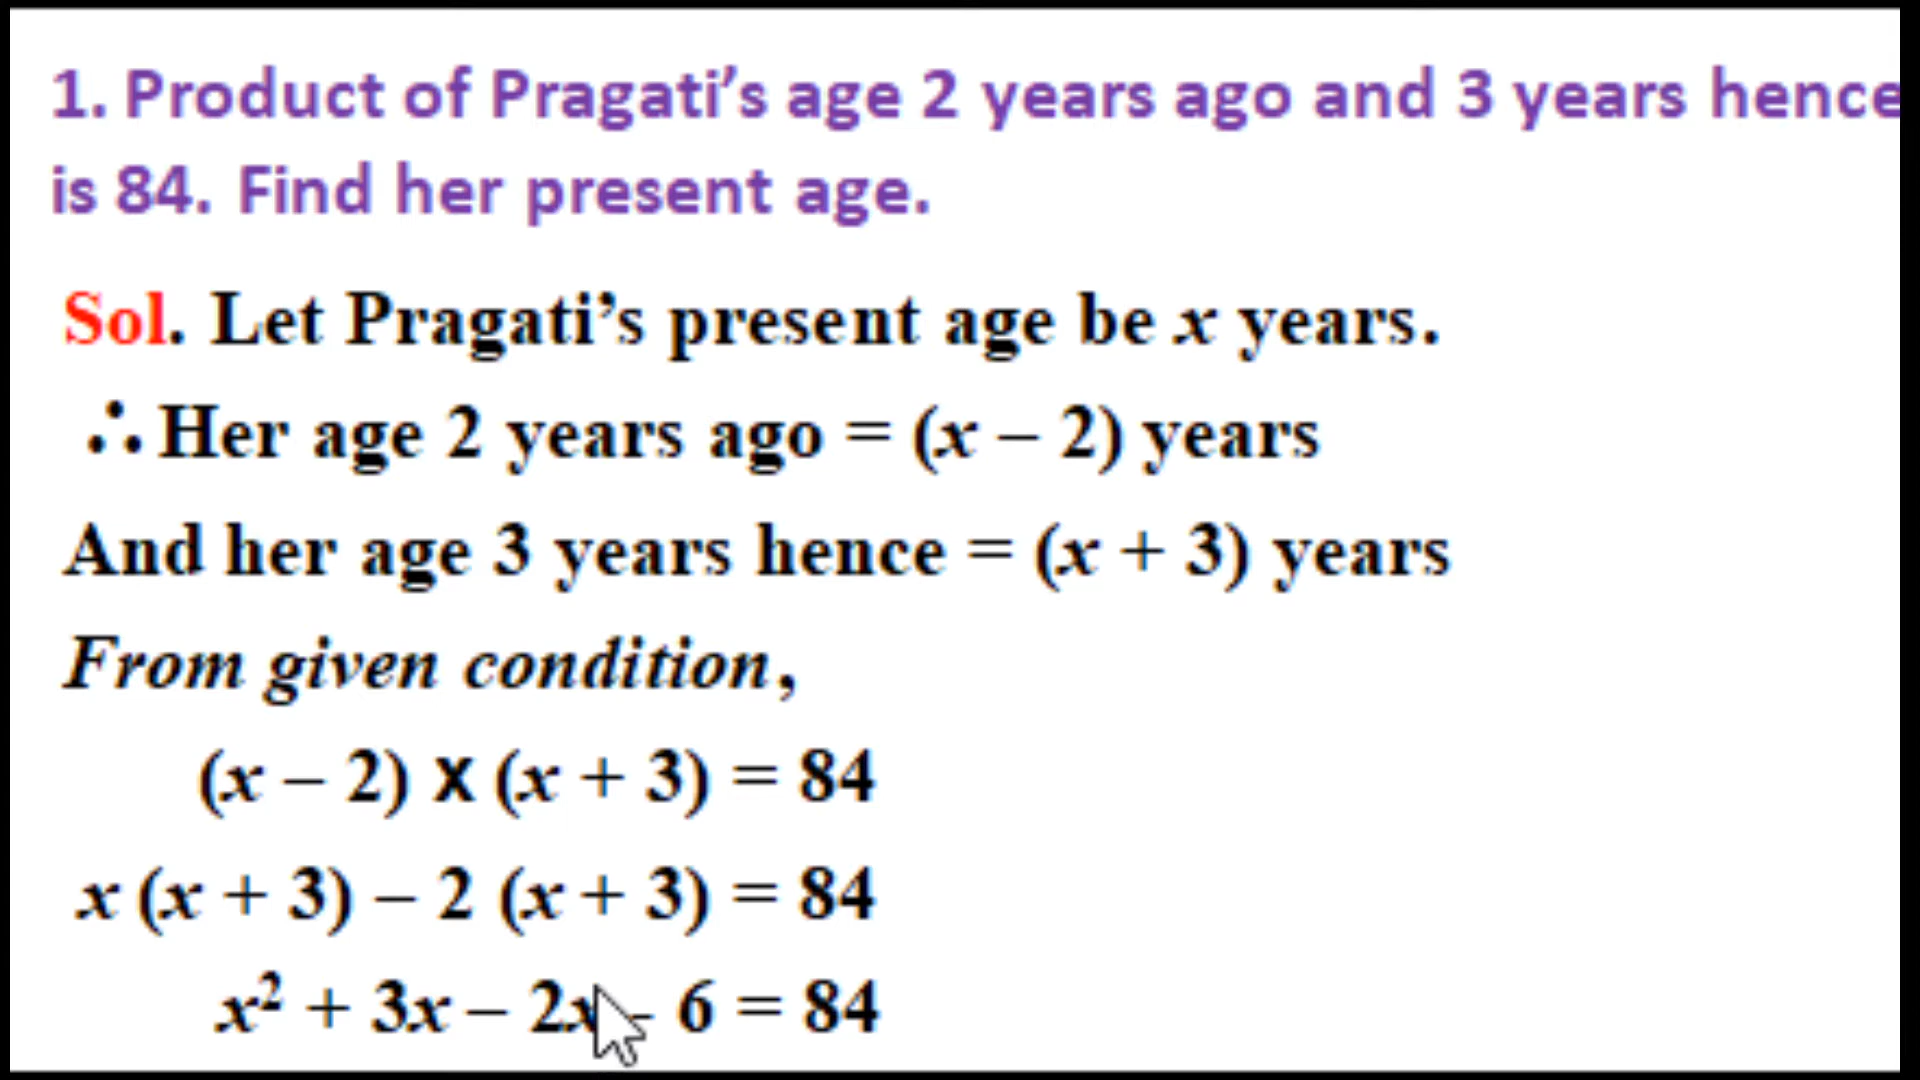 1. Product of Pragati’s age 2 years ago and 3 years hence
is 84. Find her present age.
Sol. Let Pragati’s present age be x years.
∴ Her age 2 years ago = (x – 2) years
And her age 3 years hence = (x + 3) years
From given condition,
(x – 2) x (x + 3) = 84
x (x + 3) – 2 (x + 3) = 84
x² + 3x – 2x – 6 = 84